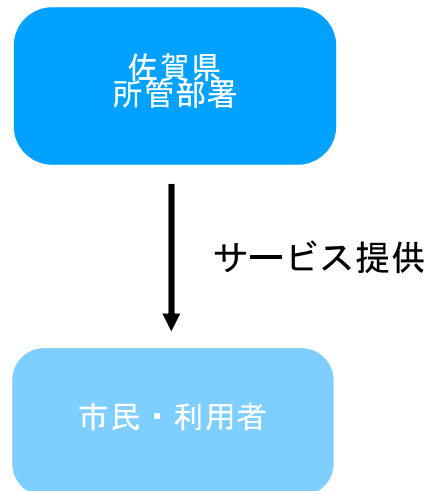 佐賀県
所管部署
サービス提供
市民・利用者